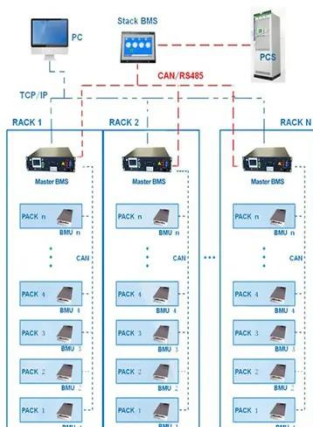 Stack BMS
PC
PCS
CAN/RS485
TCP/IP
RACK 1
RACK 2
RACK N
Master BMS
Master BMS
Master BMS
PACK n
BMU n
PACK n
BMU n
PACK n
BMU n
CAN
CAN
CAN
PACK 4
BMU 4
PACK 4
BMU 4
PACK 4
BMU 4
PACK 3
BMU 3
PACK 3
BMU 3
PACK 3
BMU 3
PACK 2
BMU 2
PACK 2
BMU 2
PACK 2
BMU 2
PACK 1
PACK 1
PACK 1